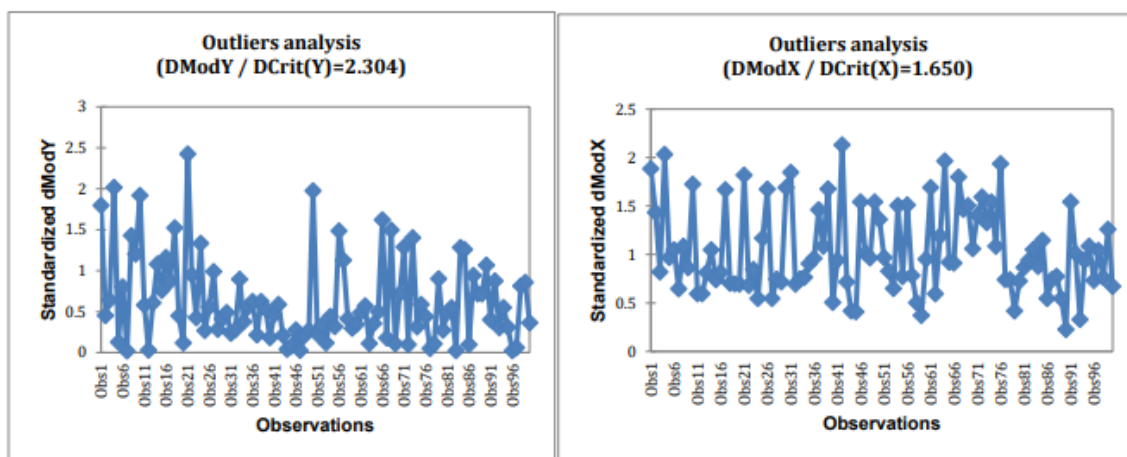 Outliers analysis
(DModY / DCrit(Y)=2.304)
3
2.5
2
1.5
1
0.5
0
Standardized dModY
Obs1
Obs6
Obs11
Obs16
Obs21
Obs26
Obs31
Obs36
Obs41
Obs46
Obs51
Obs56
Obs61
Obs66
Obs71
Obs76
Obs81
Obs86
Obs91
Obs96
Observations
Outliers analysis
(DModX / DCrit(X)=1.650)
2.5
2
1.5
1
0.5
0
Standardized dModX
Obs1
Obs6
Obs11
Obs16
Obs21
Obs26
Obs31
Obs36
Obs41
Obs46
Obs51
Obs56
Obs61
Obs66
Obs71
Obs76
Obs81
Obs86
Obs91
Obs96
Observations